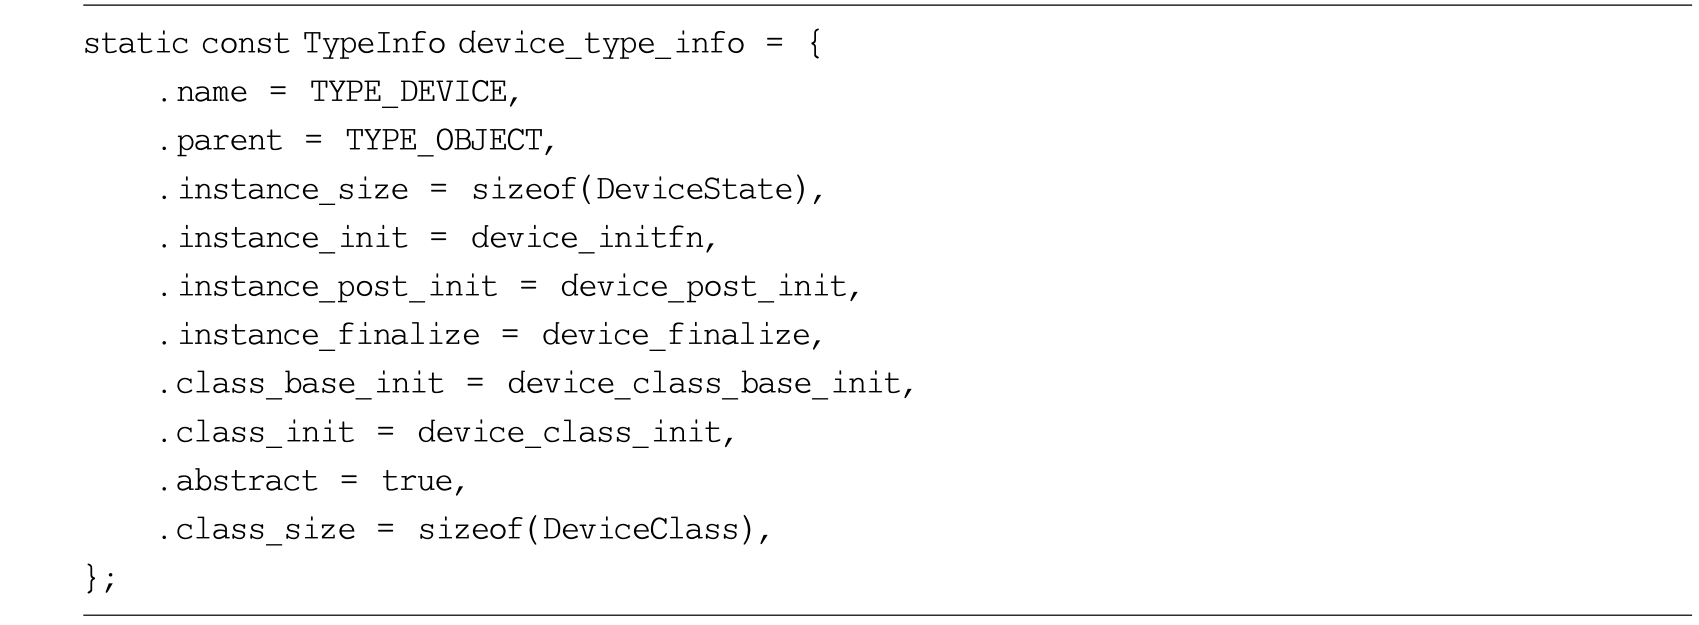 static const TypeInfo device_type_info = {
    .name = TYPE_DEVICE,
    .parent = TYPE_OBJECT,
    .instance_size = sizeof(DeviceState),
    .instance_init = device_initfn,
    .instance_post_init = device_post_init,
    .instance_finalize = device_finalize,
    .class_base_init = device_class_base_init,
    .class_init = device_class_init,
    .abstract = true,
    .class_size = sizeof(DeviceClass),
};